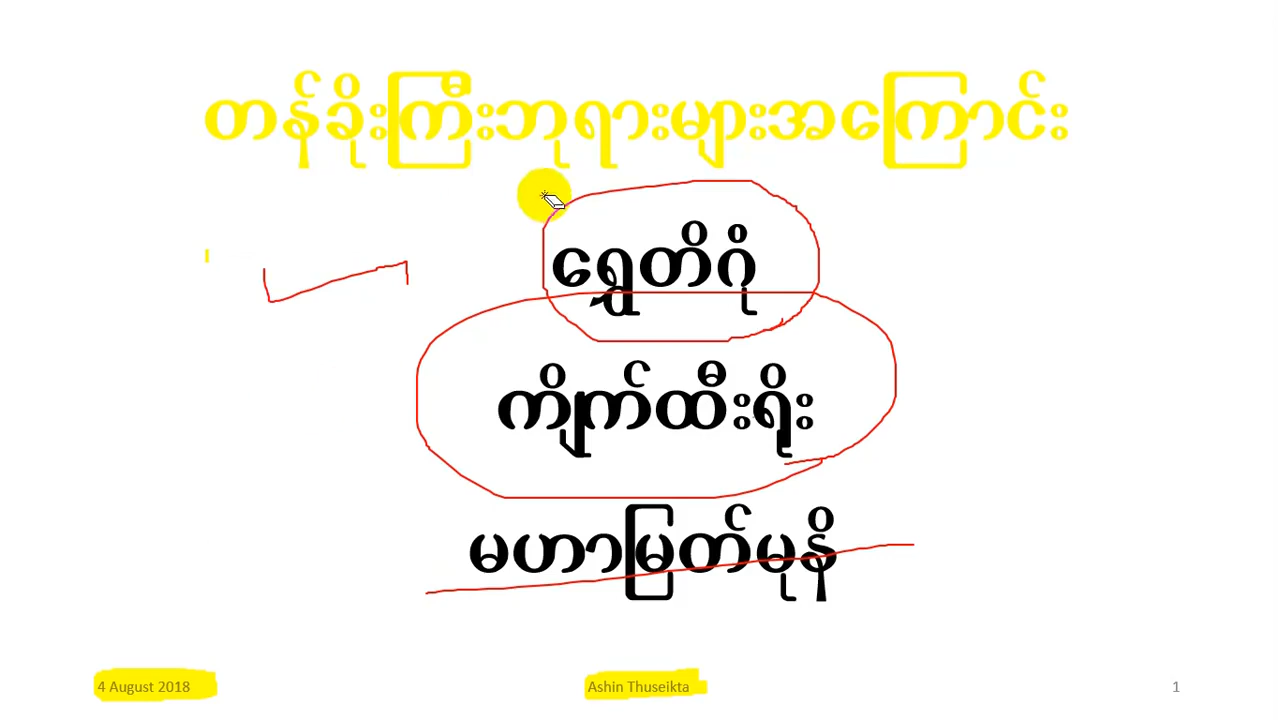 တန်ခိုးကြီးဘုရားများအကြောင်း
ရွှေတိဂုံ
ကျိုက်ထီးရိုး
မဟာမြတ်မုနိ
4 August 2018
Ashin Thuseikta
1